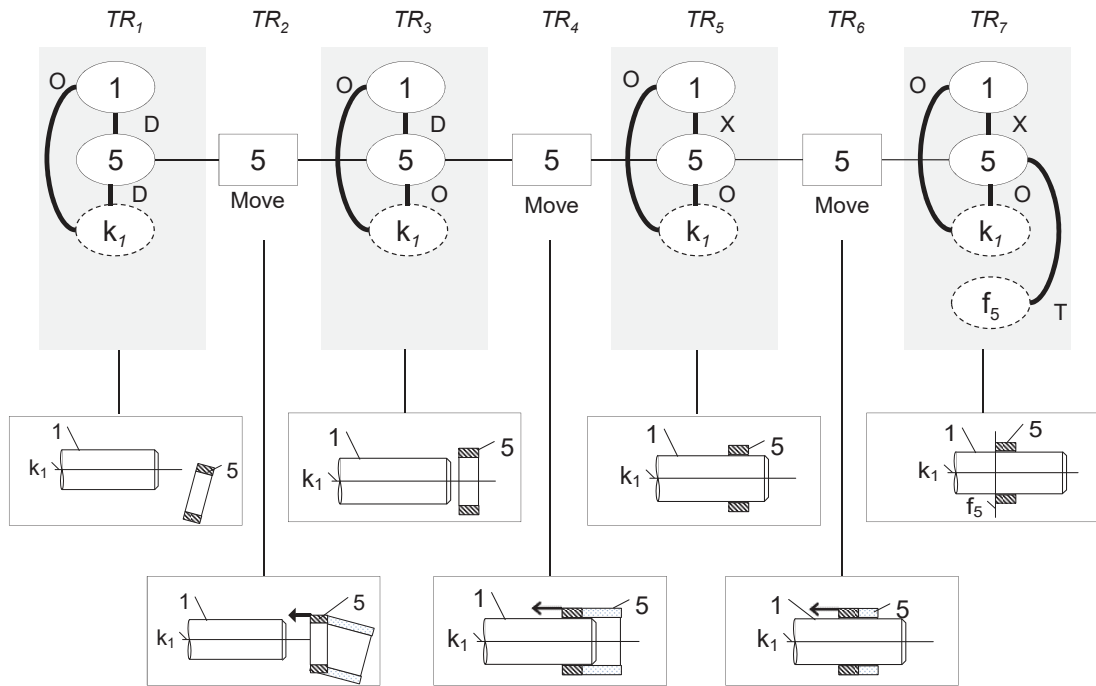 TR1 TR2 TR3 TR4 TR5 TR6 TR7
O 1 O 1 O 1 O 1
D D X X
5 5 5 5 5 5 5
D Move O Move O Move O
k1 k1 k1 k1
f5 T
1 1 1 1
5 5 5 5
k1 k1 k1 k1
f5
1 5 1 5 1 5
k1 k1 k1